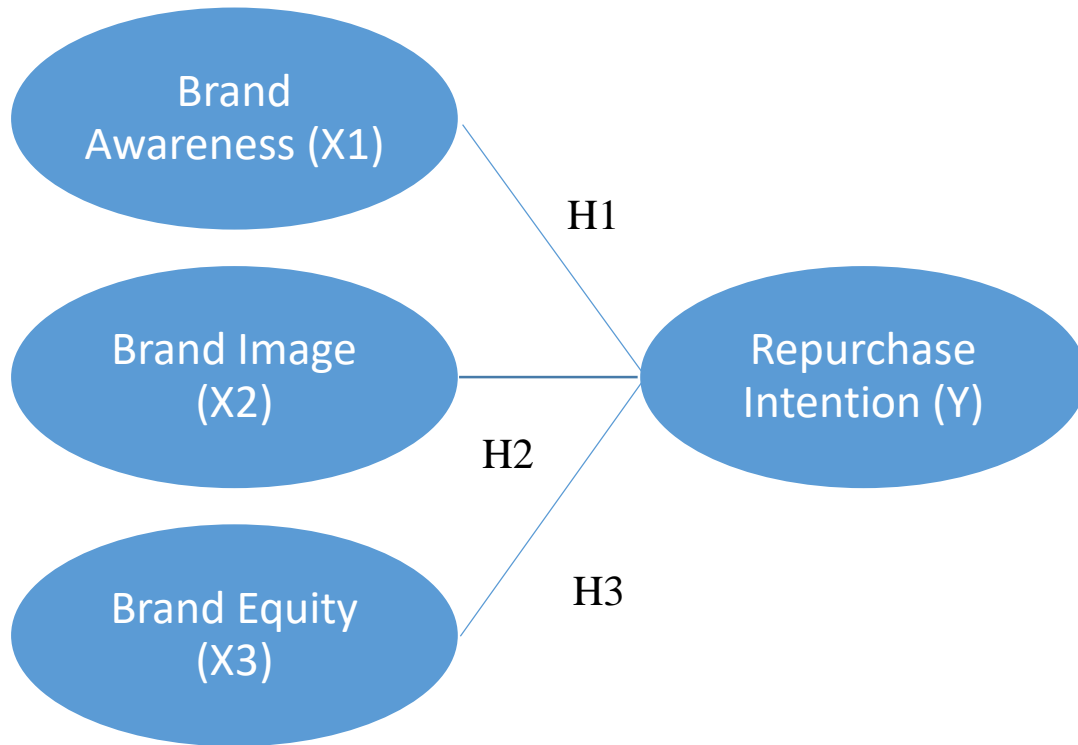 Brand
Awareness (X1)
H1
Brand Image
(X2)
Repurchase
Intention (Y)
H2
H3
Brand Equity
(X3)